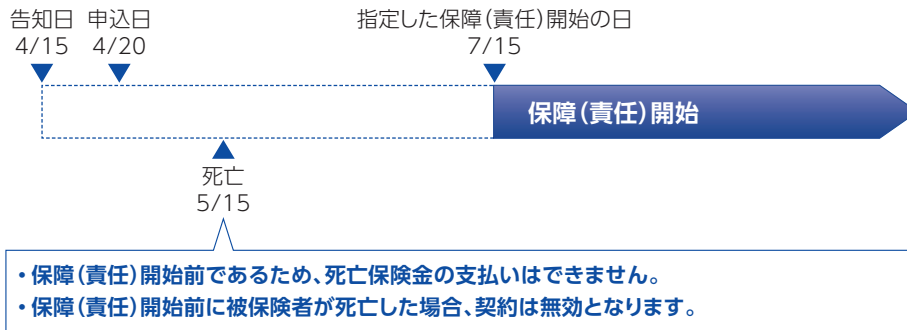 告知日 申込日 指定した保障(責任)開始の日
4/15 4/20 7/15
保障(責任)開始
死亡
5/15
・保障(責任)開始前であるため、死亡保険金の支払いはできません。
・保障(責任)開始前に被保険者が死亡した場合、契約は無効となります。